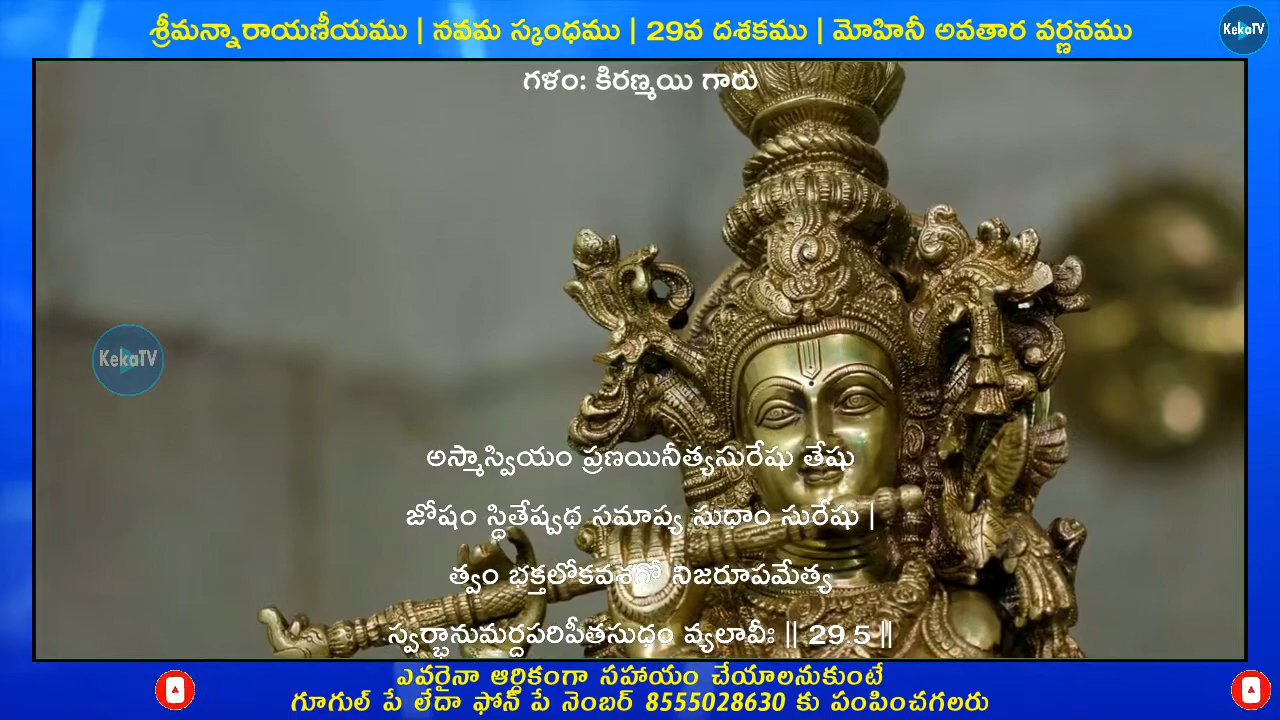 శ్రీమన్నారాయణీయము | నవమ స్కంధము | 29వ దశకము | మోహినీ అవతార వర్ణనము
KekaTV
గళం: కిరణ్మయి గారు
KekaTV
అస్మాస్వియం ప్రణయినీత్యసురేషు తేషు
జోషం స్థితేష్వథ సమాప్య సుధాం సురేషు |
త్వం భక్తలోకవశగో నిజరూపమేత్య
స్వర్భానుమర్దపరిపీతసుధం వ్యలావీః || 29.5 ||
ఎవరైనా ఆర్థికంగా సహాయం చేయాలనుకుంటే
గూగుల్ పే లేదా ఫోన్ పే నెంబర్ 8555028630 కు పంపించగలరు